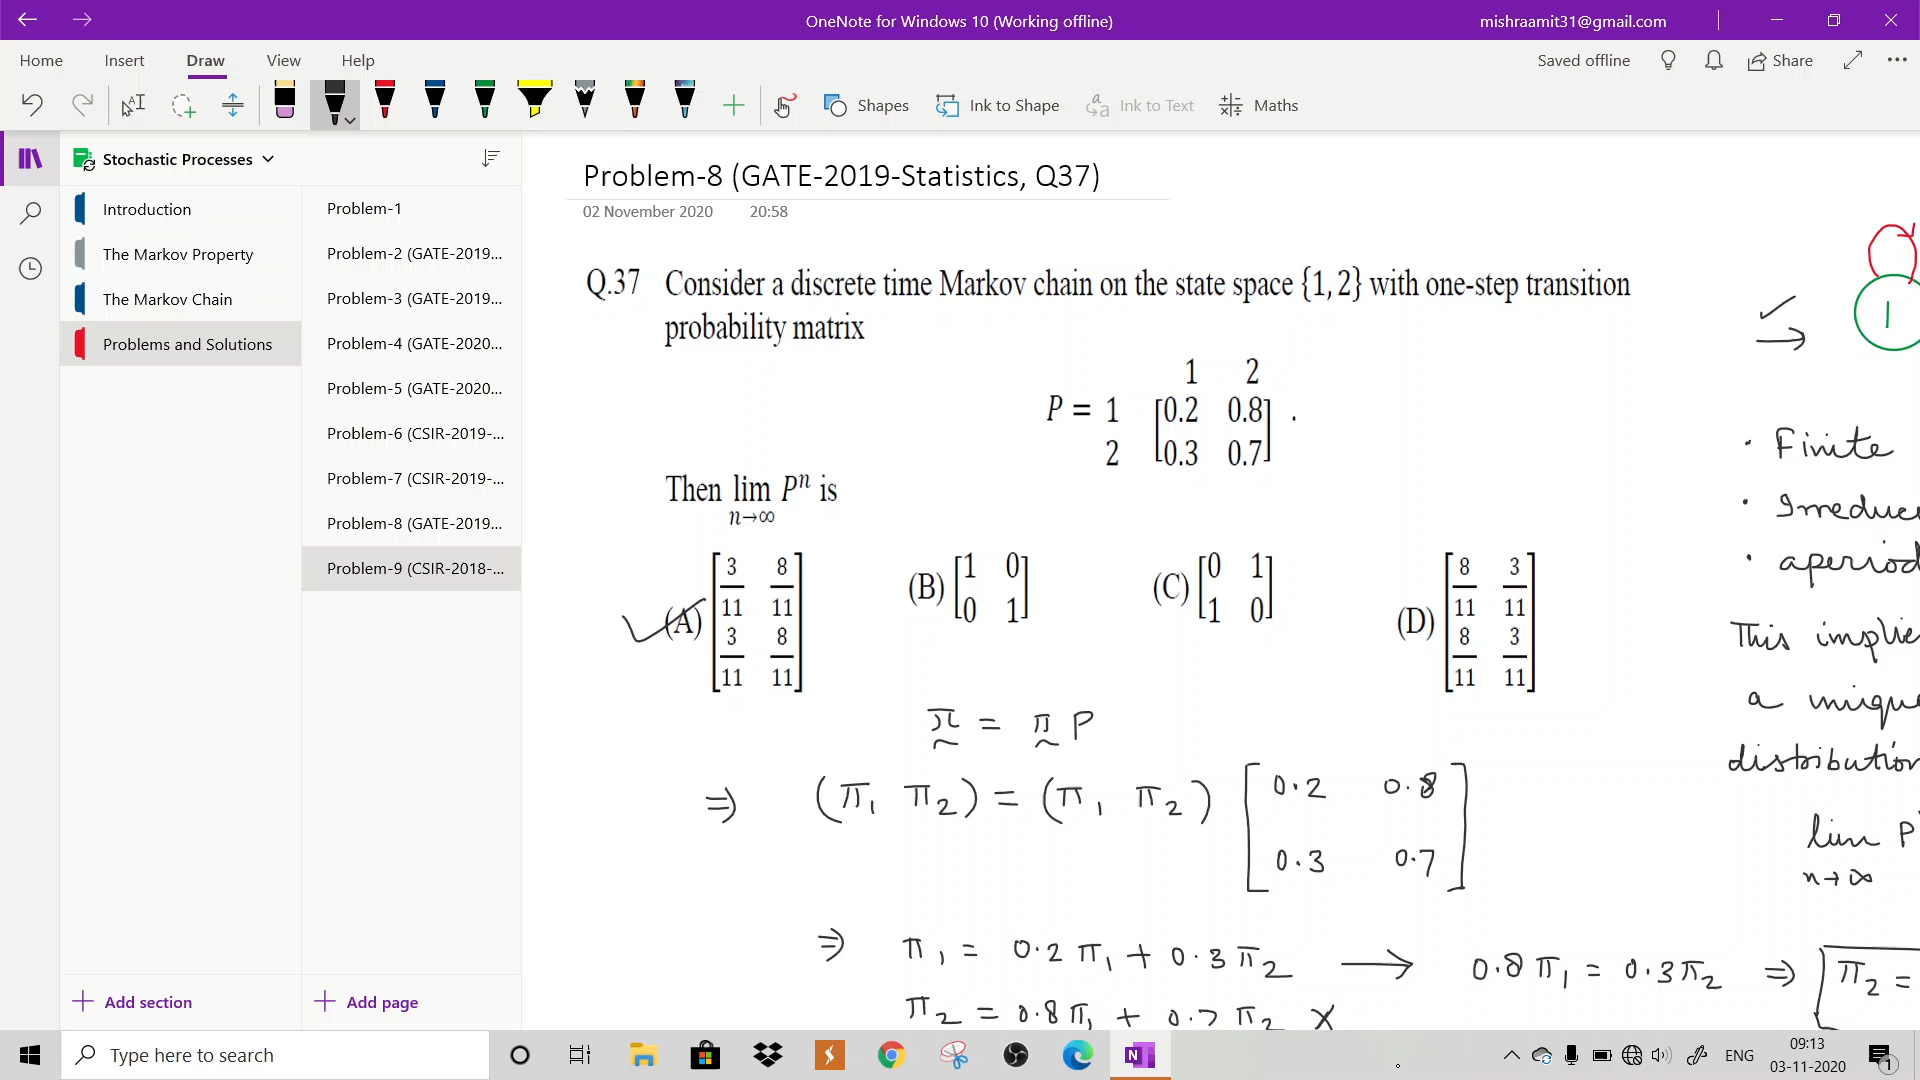 OneNote for Windows 10 (Working offline)
mishraamit31@gmail.com
Home Insert Draw View Help
Saved offline
Share
Shapes
Ink to Shape
Ink to Text
Maths
Stochastic Processes
Introduction
The Markov Property
The Markov Chain
Problems and Solutions
Problem-1
Problem-2 (GATE-2019...
Problem-3 (GATE-2019...
Problem-4 (GATE-2020...
Problem-5 (GATE-2020...
Problem-6 (CSIR-2019-...
Problem-7 (CSIR-2019-...
Problem-8 (GATE-2019...
Problem-9 (CSIR-2018-...
Add section
Add page
Problem-8 (GATE-2019-Statistics, Q37)
02 November 2020 20:58
Q.37 Consider a discrete time Markov chain on the state space {1, 2} with one-step transition
probability matrix
1 2
P = 1 [0.2 0.8] .
2 [0.3 0.7]
Then lim Pⁿ is
n→∞
(A) [3/11 8/11; 3/11 8/11] (B) [1 0; 0 1] (C) [0 1; 1 0] (D) [8/11 3/11; 8/11 3/11]
π = π P
⇒ (π₁ π₂) = (π₁ π₂) [0.2 0.8
0.3 0.7]
⇒ π₁ = 0.2 π₁ + 0.3 π₂ → 0.8 π₁ = 0.3 π₂ ⇒ π₂ =
π₂ = 0.8 π₁ + 0.7 π₂ ×
1
· Finite
· Irreduc
· aperiod
This implie
a uniqu
distribution
lim P
n→∞
Type here to search
ENG
09:13
03-11-2020
1